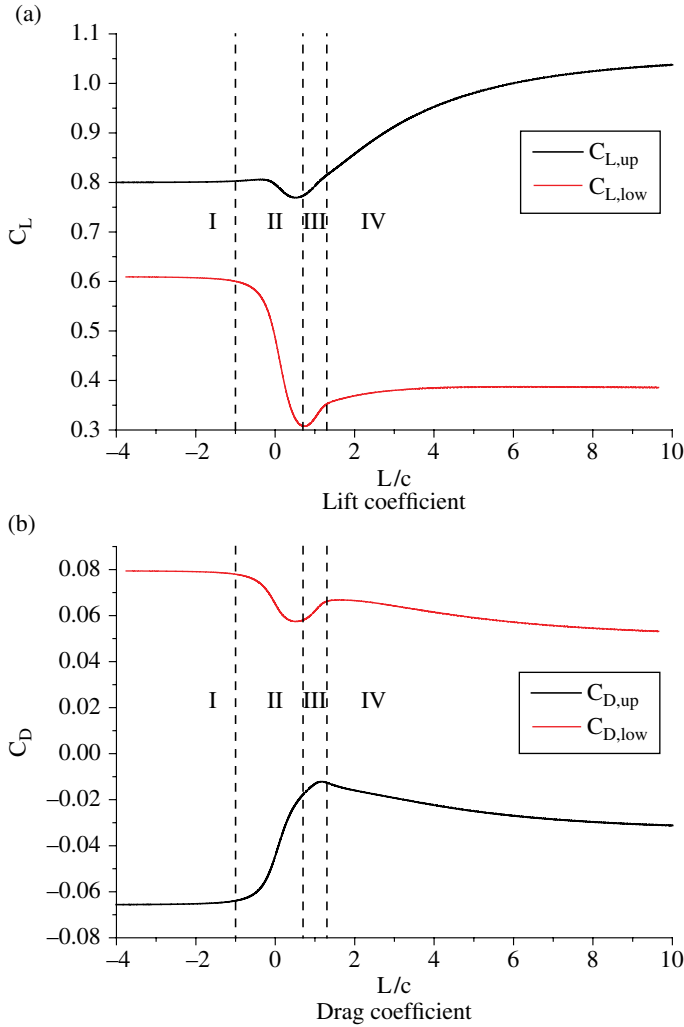 (a)
1.1
1.0
0.9
0.8
0.7
0.6
0.5
0.4
0.3
C_L
C_L,up
C_L,low
I II III IV
–4 –2 0 2 4 6 8 10
L/c
Lift coefficient
(b)
0.08
0.06
0.04
0.02
0.00
–0.02
–0.04
–0.06
–0.08
C_D
I II III IV
C_D,up
C_D,low
–4 –2 0 2 4 6 8 10
L/c
Drag coefficient